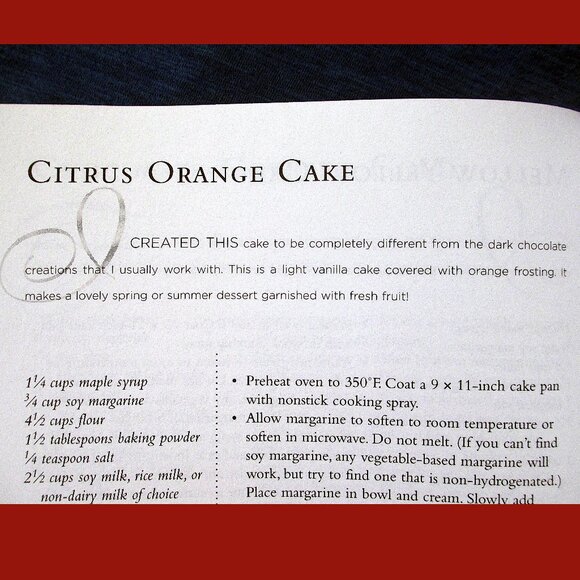 CITRUS ORANGE CAKE
I CREATED THIS cake to be completely different from the dark chocolate
creations that I usually work with. This is a light vanilla cake covered with orange frosting. It
makes a lovely spring or summer dessert garnished with fresh fruit!
1¼ cups maple syrup
¾ cup soy margarine
4½ cups flour
1½ tablespoons baking powder
¼ teaspoon salt
2½ cups soy milk, rice milk, or
non-dairy milk of choice
• Preheat oven to 350°F. Coat a 9 × 11-inch cake pan
with nonstick cooking spray.
• Allow margarine to soften to room temperature or
soften in microwave. Do not melt. (If you can't find
soy margarine, any vegetable-based margarine will
work, but try to find one that is non-hydrogenated.)
Place margarine in bowl and cream. Slowly add